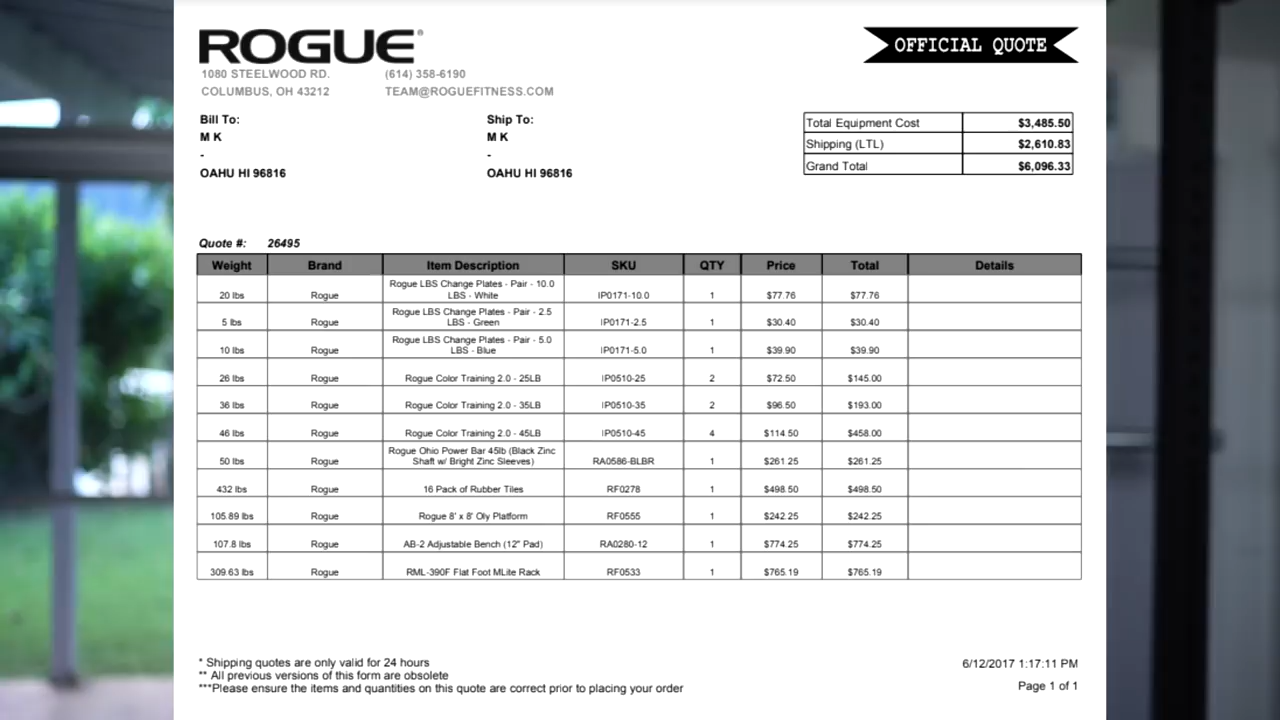 ROGUE®
OFFICIAL QUOTE
1080 STEELWOOD RD. (614) 358-6190
COLUMBUS, OH 43212 TEAM@ROGUEFITNESS.COM
Bill To: Ship To:
M K M K
- -
OAHU HI 96816 OAHU HI 96816
Total Equipment Cost $3,485.50
Shipping (LTL) $2,610.83
Grand Total $6,096.33
Quote #: 26495
Weight Brand Item Description SKU QTY Price Total Details
20 lbs Rogue Rogue LBS Change Plates - Pair - 10.0 LBS - White IP0171-10.0 1 $77.76 $77.76
5 lbs Rogue Rogue LBS Change Plates - Pair - 2.5 LBS - Green IP0171-2.5 1 $30.40 $30.40
10 lbs Rogue Rogue LBS Change Plates - Pair - 5.0 LBS - Blue IP0171-5.0 1 $39.90 $39.90
26 lbs Rogue Rogue Color Training 2.0 - 25LB IP0510-25 2 $72.50 $145.00
36 lbs Rogue Rogue Color Training 2.0 - 35LB IP0510-35 2 $96.50 $193.00
46 lbs Rogue Rogue Color Training 2.0 - 45LB IP0510-45 4 $114.50 $458.00
50 lbs Rogue Rogue Ohio Power Bar 45lb (Black Zinc Shaft w/ Bright Zinc Sleeves) RA0586-BLBR 1 $261.25 $261.25
432 lbs Rogue 16 Pack of Rubber Tiles RF0278 1 $498.50 $498.50
105.89 lbs Rogue Rogue 8' x 8' Oly Platform RF0555 1 $242.25 $242.25
107.8 lbs Rogue AB-2 Adjustable Bench (12" Pad) RA0280-12 1 $774.25 $774.25
309.63 lbs Rogue RML-390F Flat Foot MLite Rack RF0533 1 $765.19 $765.19
* Shipping quotes are only valid for 24 hours
** All previous versions of this form are obsolete
***Please ensure the items and quantities on this quote are correct prior to placing your order
6/12/2017 1:17:11 PM
Page 1 of 1